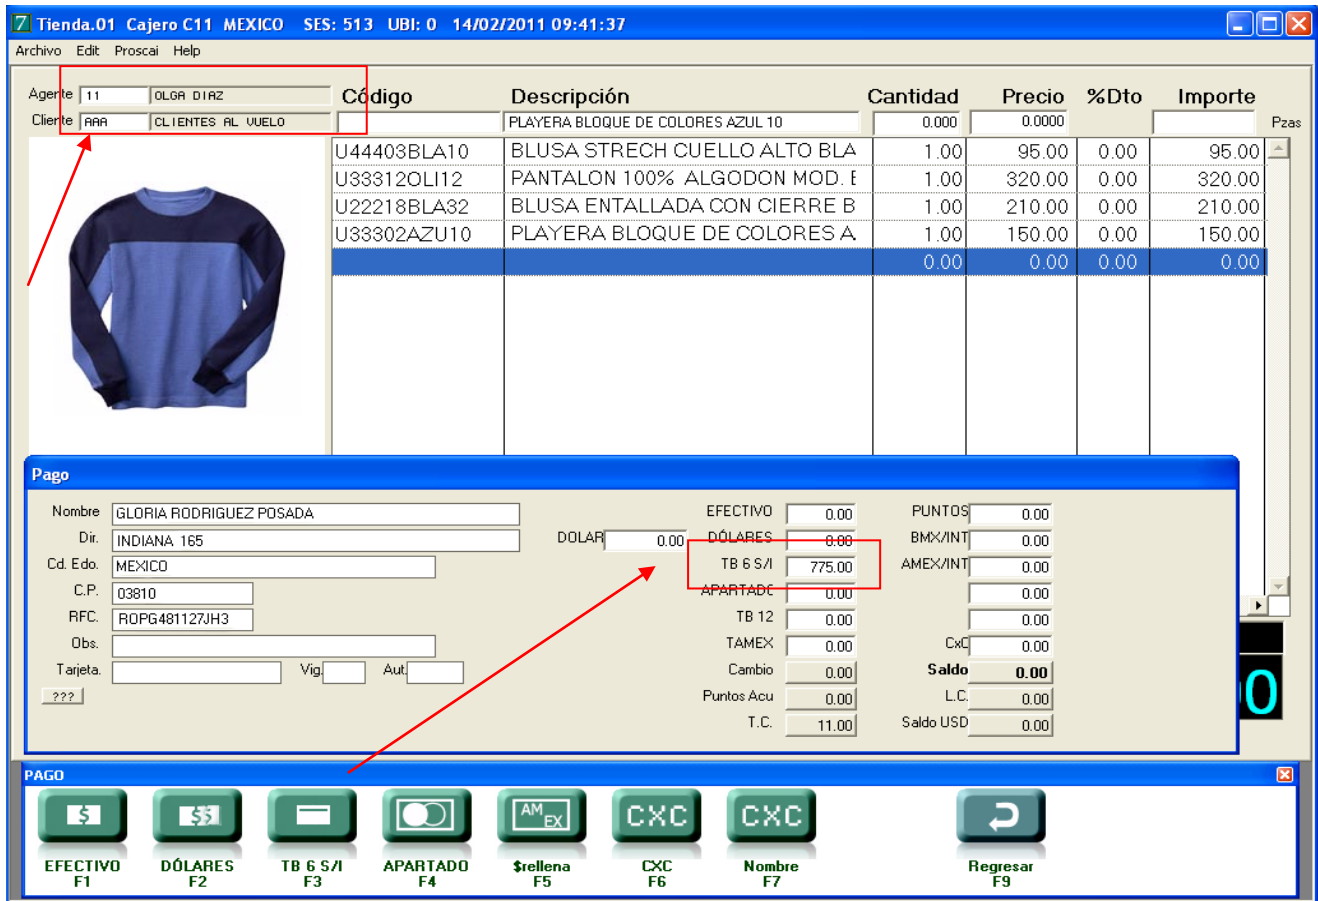 7 Tienda.01 Cajero C11 MEXICO SES: 513 UBI: 0 14/02/2011 09:41:37
Archivo Edit Proscai Help
Agente 11 OLGA DIAZ
Cliente AAA CLIENTES AL VUELO
Código Descripción Cantidad Precio %Dto Importe
PLAYERA BLOQUE DE COLORES AZUL 10 0.000 0.0000 Pzas
U44403BLA10 BLUSA STRECH CUELLO ALTO BLA 1.00 95.00 0.00 95.00
U33312OLI12 PANTALON 100% ALGODON MOD. E 1.00 320.00 0.00 320.00
U22218BLA32 BLUSA ENTALLADA CON CIERRE B 1.00 210.00 0.00 210.00
U33302AZU10 PLAYERA BLOQUE DE COLORES A 1.00 150.00 0.00 150.00
0.00 0.00 0.00 0.00
Pago
Nombre GLORIA RODRIGUEZ POSADA EFECTIVO 0.00 PUNTOS 0.00
Dir. INDIANA 165 DOLAR 0.00 DÓLARES 0.00 BMX/INT 0.00
Cd. Edo. MEXICO TB 6 S/I 775.00 AMEX/INT 0.00
C.P. 03810 APARTADO 0.00 0.00
RFC. ROPG481127JH3 TB 12 0.00 0.00
Obs. TAMEX 0.00 CxC 0.00
Tarjeta. Vig. Aut. Cambio 0.00 Saldo 0.00
??? Puntos Acu 0.00 L.C. 0.00
T.C. 11.00 Saldo USD 0.00
0
PAGO
$ $$ AM EX CXC CXC
EFECTIVO DÓLARES TB 6 S/I APARTADO $rellena CXC Nombre Regresar
F1 F2 F3 F4 F5 F6 F7 F9